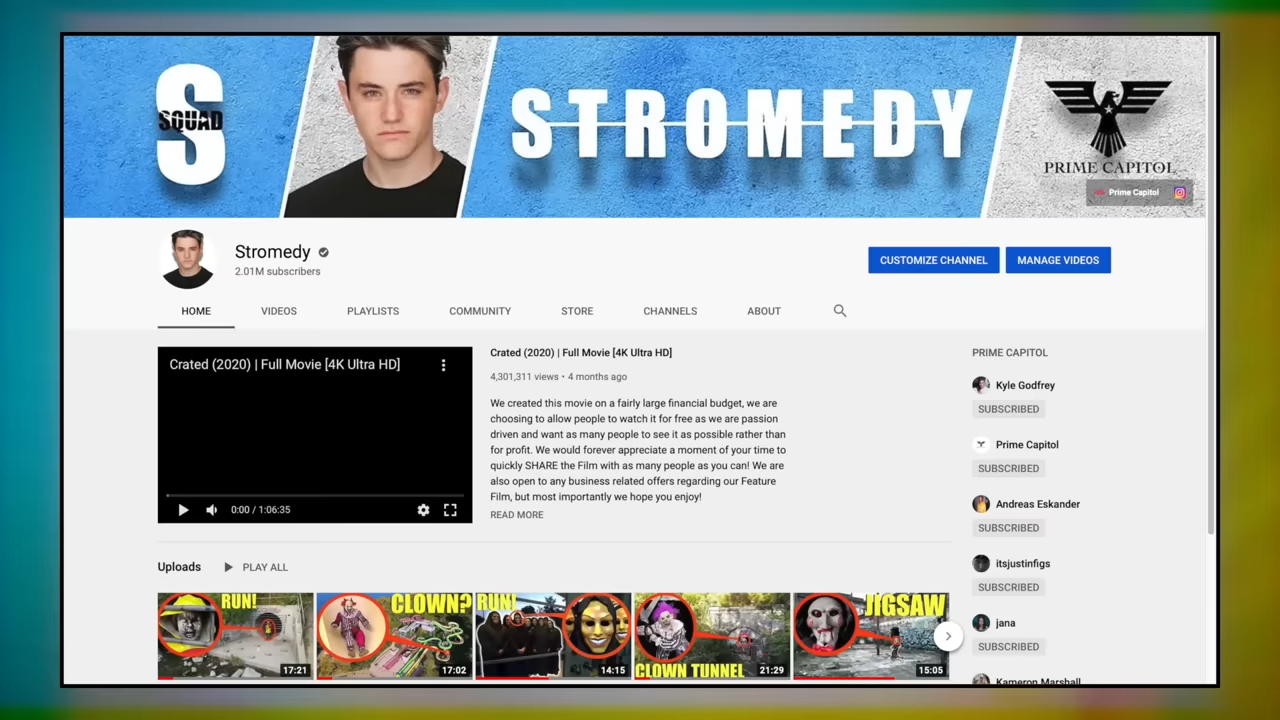 S
SQUAD
STROMEDY
PRIME CAPITOL
Prime Capitol
Stromedy
2.01M subscribers
CUSTOMIZE CHANNEL
MANAGE VIDEOS
HOME
VIDEOS
PLAYLISTS
COMMUNITY
STORE
CHANNELS
ABOUT
Crated (2020) | Full Movie [4K Ultra HD]
0:00 / 1:06:35
Crated (2020) | Full Movie [4K Ultra HD]
4,301,311 views • 4 months ago
We created this movie on a fairly large financial budget, we are
choosing to allow people to watch it for free as we are passion
driven and want as many people to see it as possible rather than
for profit. We would forever appreciate a moment of your time to
quickly SHARE the Film with as many people as you can! We are
also open to any business related offers regarding our Feature
Film, but most importantly we hope you enjoy!
READ MORE
PRIME CAPITOL
Kyle Godfrey
SUBSCRIBED
Prime Capitol
SUBSCRIBED
Andreas Eskander
SUBSCRIBED
itsjustinfigs
SUBSCRIBED
jana
SUBSCRIBED
Kameron Marshall
Uploads
PLAY ALL
RUN!
17:21
CLOWN?
17:02
RUN!
14:15
CLOWN TUNNEL
21:29
JIGSAW
15:05